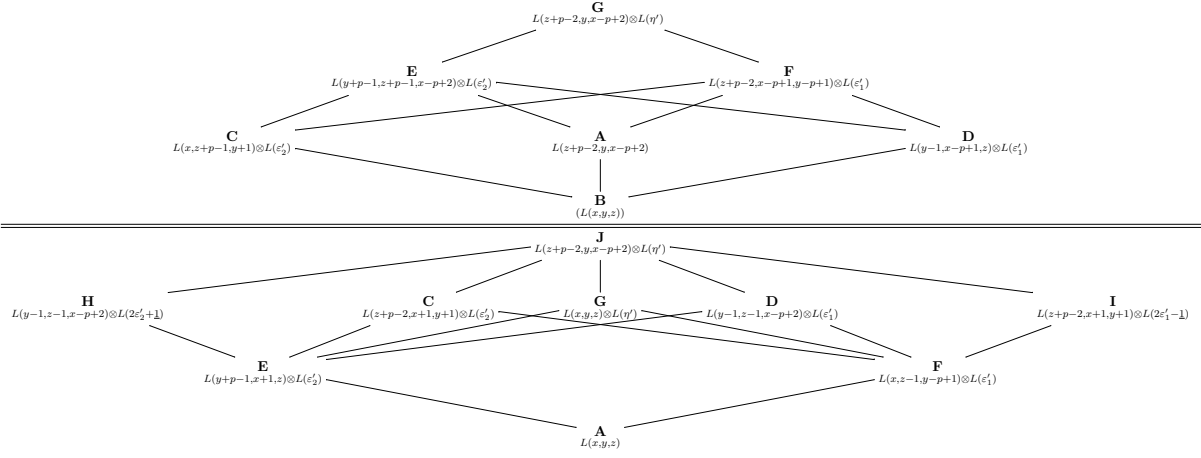 G
L(z+p−2,y,x−p+2)⊗L(η′)
E F
L(y+p−1,z+p−1,x−p+2)⊗L(ε′₂) L(z+p−2,x−p+1,y−p+1)⊗L(ε′₁)
C A D
L(x,z+p−1,y+1)⊗L(ε′₂) L(z+p−2,y,x−p+2) L(y−1,x−p+1,z)⊗L(ε′₁)
B
(L(x,y,z))
J
L(z+p−2,y,x−p+2)⊗L(η′)
H C G D I
L(y−1,z−1,x−p+2)⊗L(2ε′₂+1) L(z+p−2,x+1,y+1)⊗L(ε′₂) L(x,y,z)⊗L(η′) L(y−1,z−1,x−p+2)⊗L(ε′₁) L(z+p−2,x+1,y+1)⊗L(2ε′₁−1)
E F
L(y+p−1,x+1,z)⊗L(ε′₂) L(x,z−1,y−p+1)⊗L(ε′₁)
A
L(x,y,z)